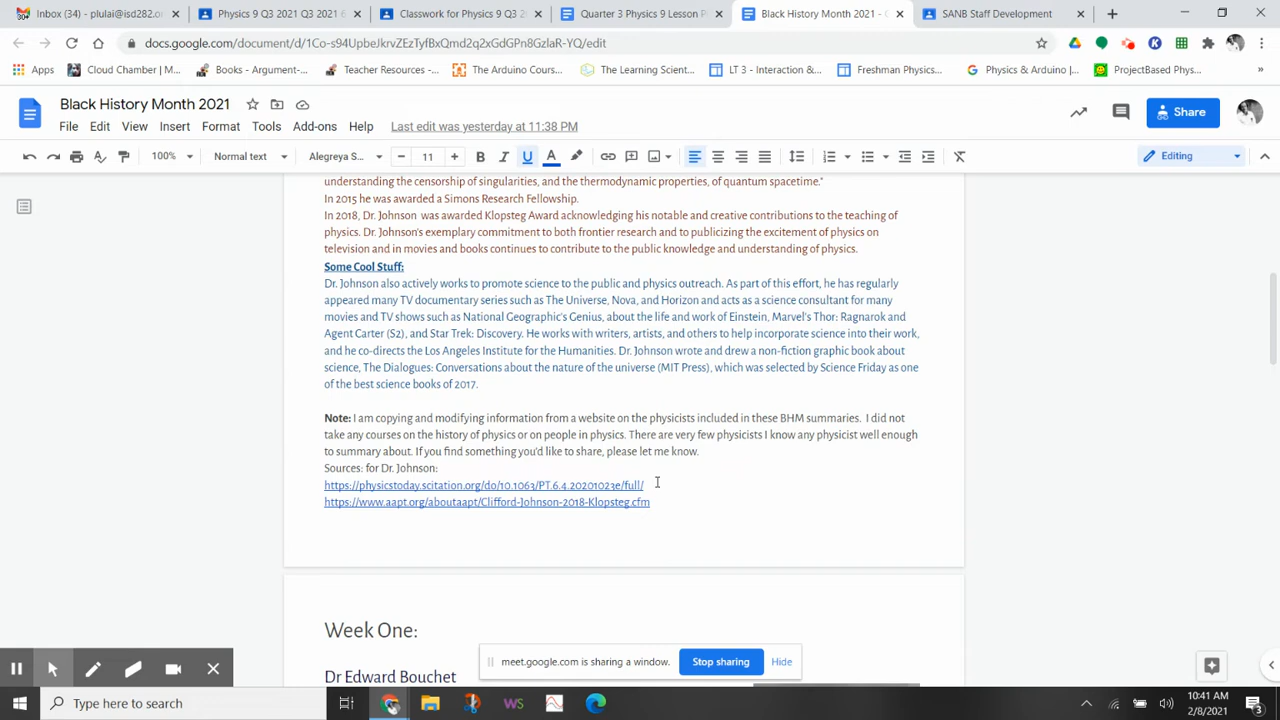 Inbox (34) - plulai@isd282.or
Physics 9 Q3 2021 Q3 2021 6
Classwork for Physics 9 Q3 2
Quarter 3 Physics 9 Lesson P
Black History Month 2021 - G
SANB Staff Development
docs.google.com/document/d/1Co-s94UpbeJkrvZEzTyfBxQmd2q2xGdGPn8GzlaR-YQ/edit
Apps
Cloud Chamber | M...
Books - Argument-...
Teacher Resources -...
The Arduino Cours...
The Learning Scient...
LT 3 - Interaction &...
Freshman Physics...
Physics & Arduino |...
ProjectBased Phys...
Black History Month 2021
Share
File Edit View Insert Format Tools Add-ons Help Last edit was yesterday at 11:38 PM
100% Normal text Alegreya S... 11 Editing
understanding the censorship of singularities, and the thermodynamic properties, of quantum spacetime."
In 2015 he was awarded a Simons Research Fellowship.
In 2018, Dr. Johnson was awarded Klopsteg Award acknowledging his notable and creative contributions to the teaching of
physics. Dr. Johnson's exemplary commitment to both frontier research and to publicizing the excitement of physics on
television and in movies and books continues to contribute to the public knowledge and understanding of physics.
Some Cool Stuff:
Dr. Johnson also actively works to promote science to the public and physics outreach. As part of this effort, he has regularly
appeared many TV documentary series such as The Universe, Nova, and Horizon and acts as a science consultant for many
movies and TV shows such as National Geographic's Genius, about the life and work of Einstein, Marvel's Thor: Ragnarok and
Agent Carter (S2), and Star Trek: Discovery. He works with writers, artists, and others to help incorporate science into their work,
and he co-directs the Los Angeles Institute for the Humanities. Dr. Johnson wrote and drew a non-fiction graphic book about
science, The Dialogues: Conversations about the nature of the universe (MIT Press), which was selected by Science Friday as one
of the best science books of 2017.
Note: I am copying and modifying information from a website on the physicists included in these BHM summaries. I did not
take any courses on the history of physics or on people in physics. There are very few physicists I know any physicist well enough
to summary about. If you find something you'd like to share, please let me know.
Sources: for Dr. Johnson:
https://physicstoday.scitation.org/do/10.1063/PT.6.4.20201023e/full/
https://www.aapt.org/aboutaapt/Clifford-Johnson-2018-Klopsteg.cfm
Week One:
Dr Edward Bouchet
meet.google.com is sharing a window.
Stop sharing
Hide
Type here to search
10:41 AM
2/8/2021
3